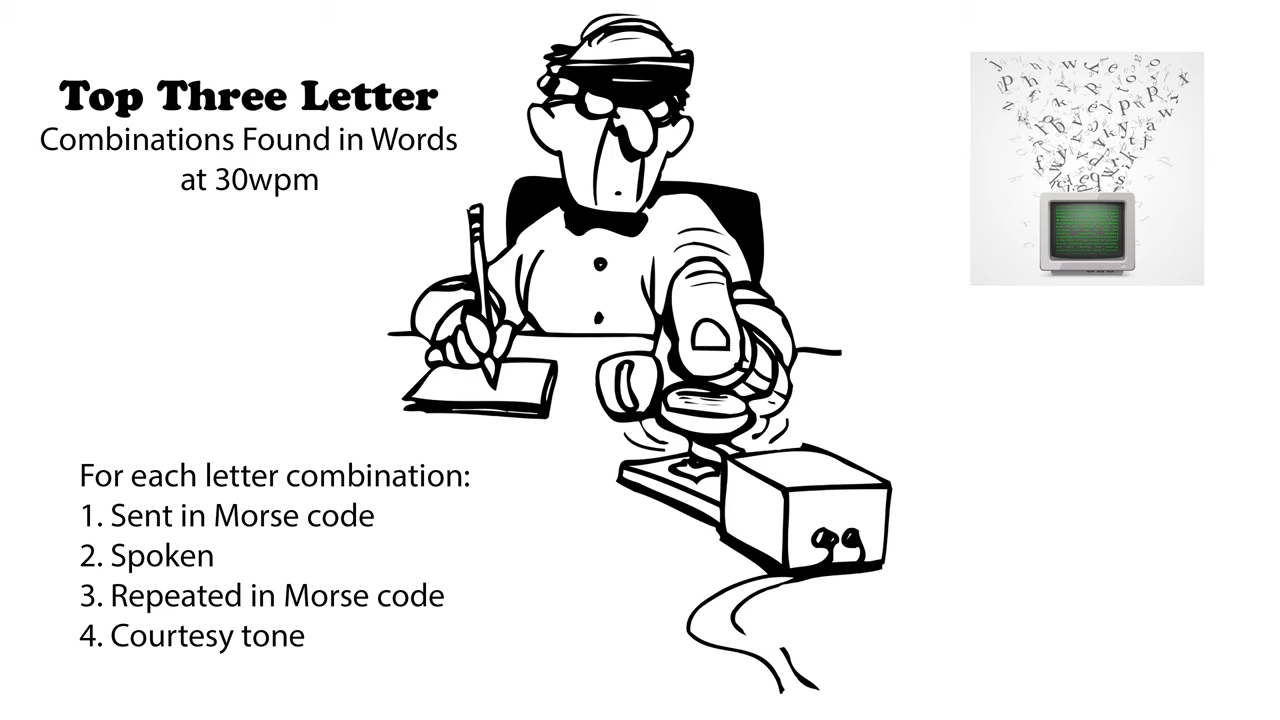 Top Three Letter
Combinations Found in Words
at 30wpm
For each letter combination:
1. Sent in Morse code
2. Spoken
3. Repeated in Morse code
4. Courtesy tone